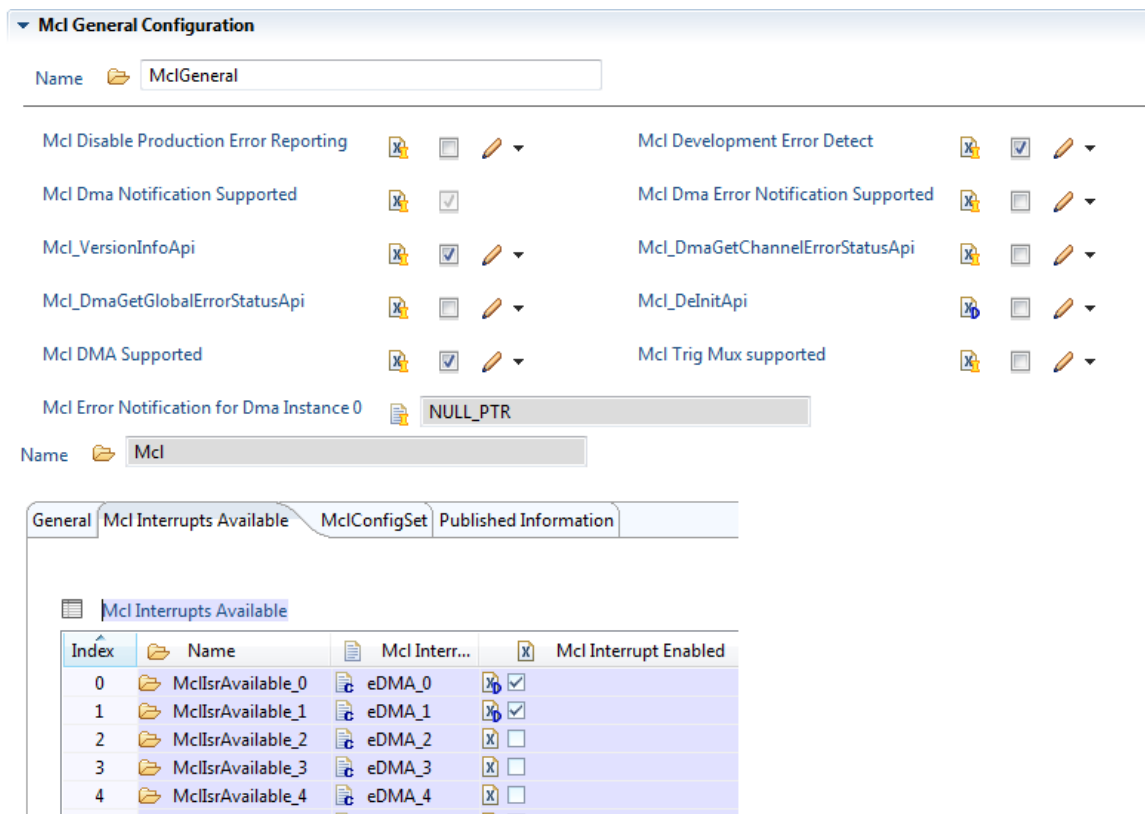 Mcl General Configuration
Name McIGeneral
Mcl Disable Production Error Reporting Mcl Development Error Detect
Mcl Dma Notification Supported Mcl Dma Error Notification Supported
Mcl_VersionInfoApi Mcl_DmaGetChannelErrorStatusApi
Mcl_DmaGetGlobalErrorStatusApi Mcl_DeInitApi
Mcl DMA Supported Mcl Trig Mux supported
Mcl Error Notification for Dma Instance 0 NULL_PTR
Name Mcl
General Mcl Interrupts Available MclConfigSet Published Information
Mcl Interrupts Available
Index Name Mcl Interr... Mcl Interrupt Enabled
0 MclIsrAvailable_0 eDMA_0
1 MclIsrAvailable_1 eDMA_1
2 MclIsrAvailable_2 eDMA_2
3 MclIsrAvailable_3 eDMA_3
4 MclIsrAvailable_4 eDMA_4